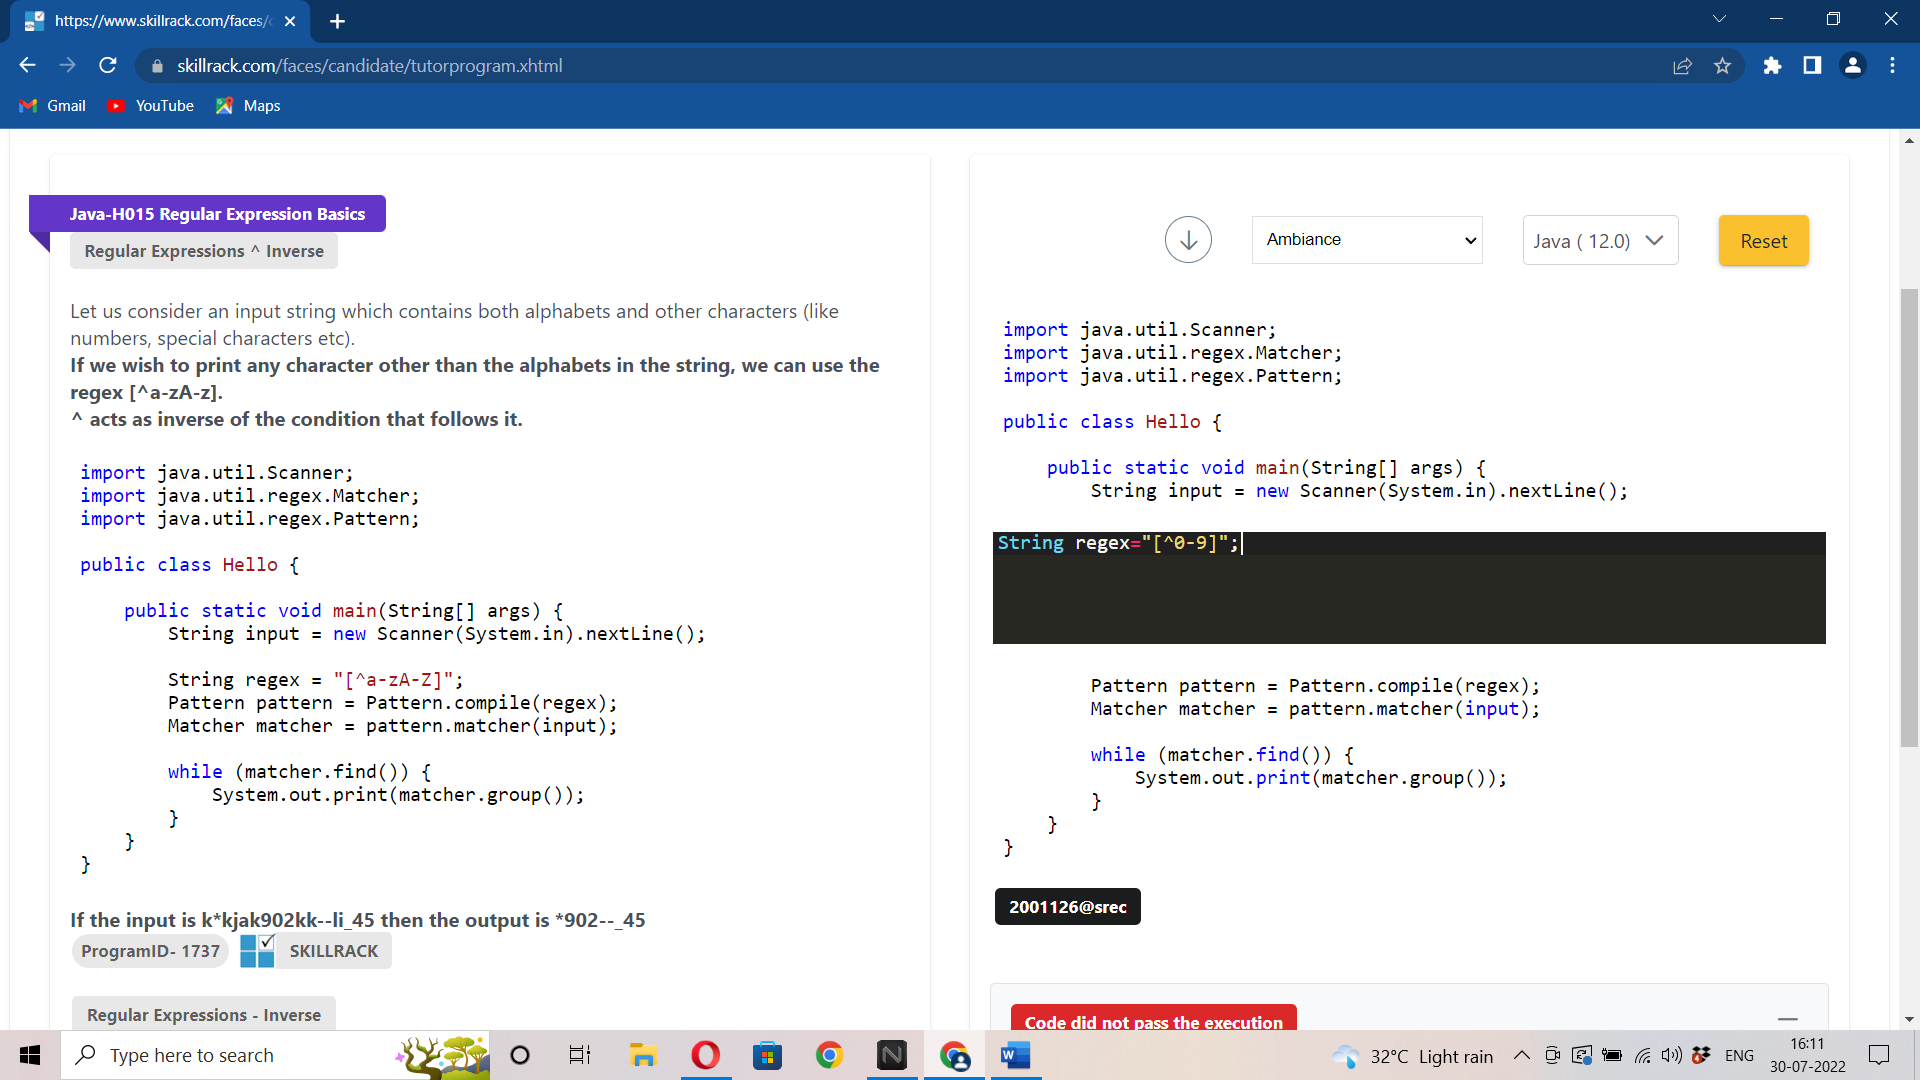 https://www.skillrack.com/faces/c
skillrack.com/faces/candidate/tutorprogram.xhtml
Gmail YouTube Maps
Java-H015 Regular Expression Basics
Regular Expressions ^ Inverse
Let us consider an input string which contains both alphabets and other characters (like
numbers, special characters etc).
If we wish to print any character other than the alphabets in the string, we can use the
regex [^a-zA-z].
^ acts as inverse of the condition that follows it.
import java.util.Scanner;
import java.util.regex.Matcher;
import java.util.regex.Pattern;
public class Hello {
public static void main(String[] args) {
String input = new Scanner(System.in).nextLine();
String regex = "[^a-zA-Z]";
Pattern pattern = Pattern.compile(regex);
Matcher matcher = pattern.matcher(input);
while (matcher.find()) {
System.out.print(matcher.group());
}
}
}
If the input is k*kjak902kk--li_45 then the output is *902--_45
ProgramID- 1737 SKILLRACK
Regular Expressions - Inverse
Ambiance Java ( 12.0) Reset
import java.util.Scanner;
import java.util.regex.Matcher;
import java.util.regex.Pattern;
public class Hello {
public static void main(String[] args) {
String input = new Scanner(System.in).nextLine();
String regex="[^0-9]";
Pattern pattern = Pattern.compile(regex);
Matcher matcher = pattern.matcher(input);
while (matcher.find()) {
System.out.print(matcher.group());
}
}
}
2001126@srec
Code did not pass the execution
Type here to search
32°C Light rain
ENG
16:11
30-07-2022